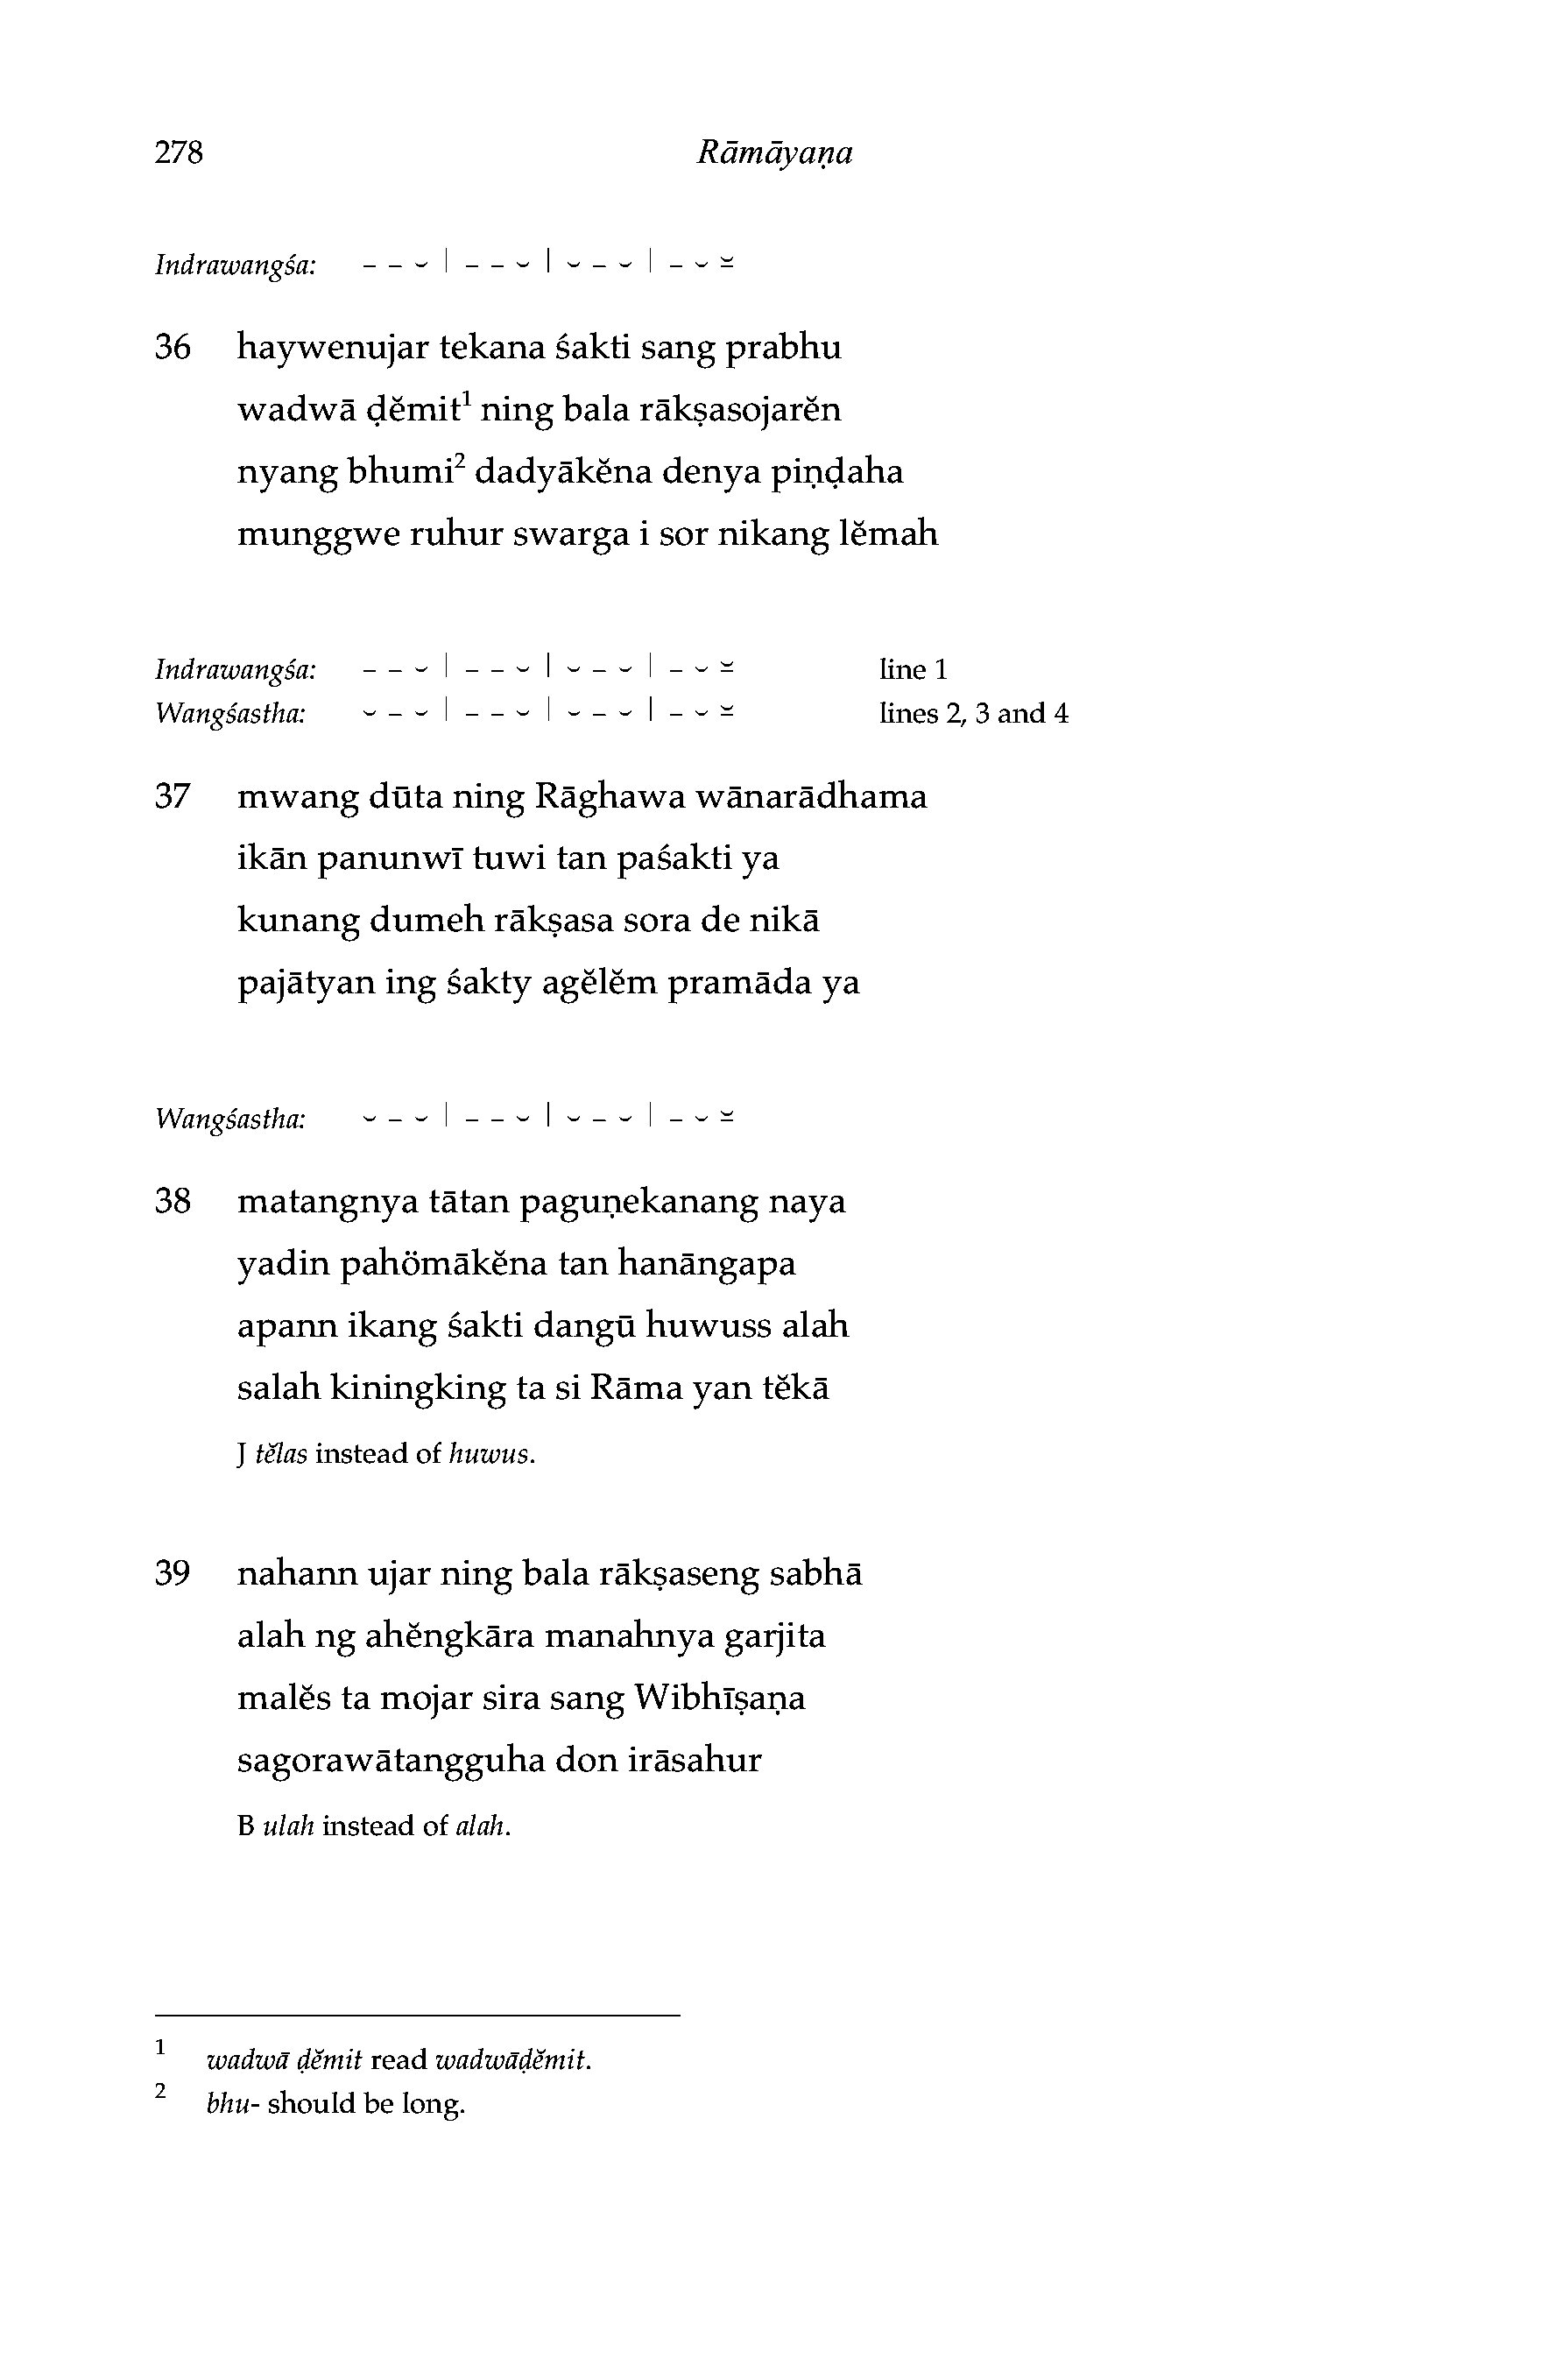 278 Rāmāyaṇa
Indrawangśa: – – ⏑ | – – ⏑ | ⏑ – ⏑ | – ⏑ ⏓
36 haywenujar tekana śakti sang prabhu
wadwā ḍĕmit¹ ning bala rākṣasojarĕn
nyang bhumi² dadyākĕna denya piṇḍaha
munggwe ruhur swarga i sor nikang lĕmah
Indrawangśa: – – ⏑ | – – ⏑ | ⏑ – ⏑ | – ⏑ ⏓ line 1
Wangśastha: ⏑ – ⏑ | – – ⏑ | ⏑ – ⏑ | – ⏑ ⏓ lines 2, 3 and 4
37 mwang dūta ning Rāghawa wānarādhama
ikān panunwī tuwi tan paśakti ya
kunang dumeh rākṣasa sora de nikā
pajātyan ing śakty agĕlĕm pramāda ya
Wangśastha: ⏑ – ⏑ | – – ⏑ | ⏑ – ⏑ | – ⏑ ⏓
38 matangnya tātan paguṇekanang naya
yadin pahömākĕna tan hanāngapa
apann ikang śakti dangū huwuss alah
salah kiningking ta si Rāma yan tĕkā
J tĕlas instead of huwus.
39 nahann ujar ning bala rākṣaseng sabhā
alah ng ahĕngkāra manahnya garjita
malĕs ta mojar sira sang Wibhīṣaṇa
sagorawātangguha don irāsahur
B ulah instead of alah.
1 wadwā ḍĕmit read wadwāḍĕmit.
2 bhu- should be long.